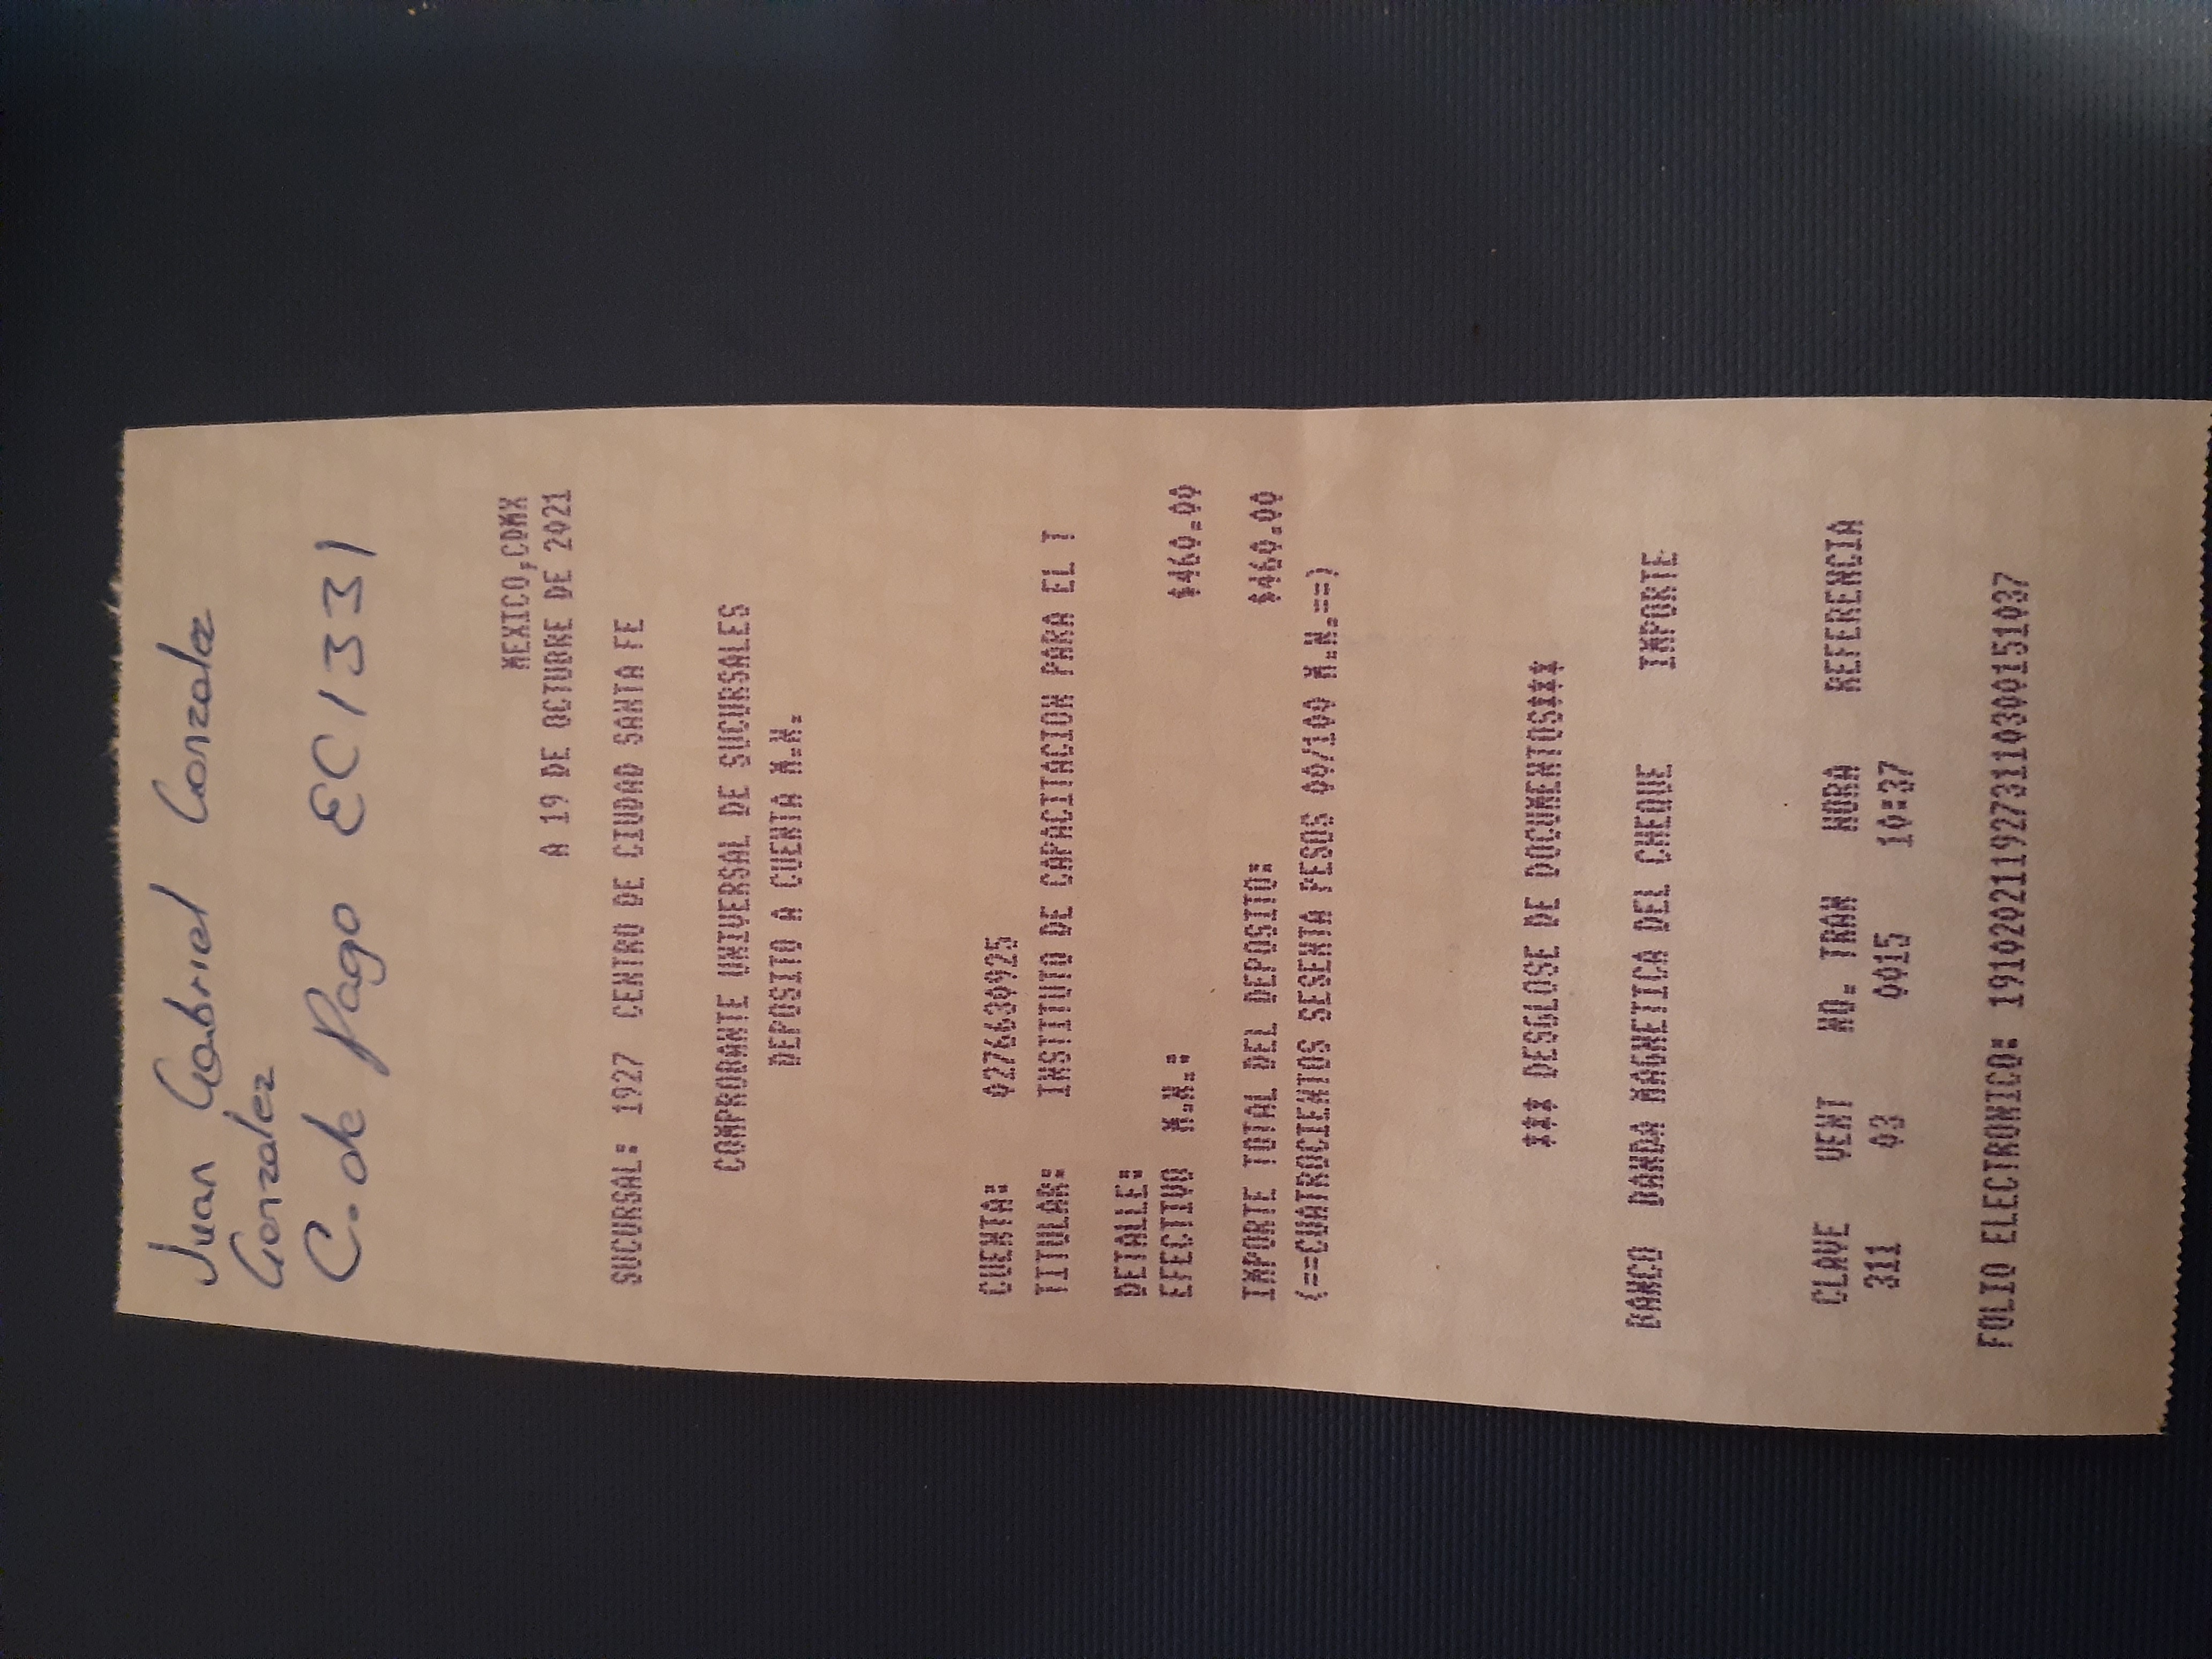 Juan Gabriel Gonzalez
Gonzalez
C. de Pago EC1331
MEXICO,CDMX
A 19 DE OCTUBRE DE 2021
SUCURSAL: 1927 CENTRO DE CIUDAD SANTA FE
COMPROBANTE UNIVERSAL DE SUCURSALES
DEPOSITO A CUENTA M.N.
CUENTA: 0276630925
TITULAR: INSTITUTO DE CAPACITACION PARA EL T
DETALLE:
EFECTIVO M.N.: $460.00
IMPORTE TOTAL DEL DEPOSITO: $460.00
(==CUATROCIENTOS SESENTA PESOS 00/100 M.N.==)
*** DESGLOSE DE DOCUMENTOS***
BANCO BANDA MAGNETICA DEL CHEQUE IMPORTE
CLAVE VENT NO. TRAN HORA REFERENCIA
311 03 0015 10:37
FOLIO ELECTRONICO: 1910202119273110300151037